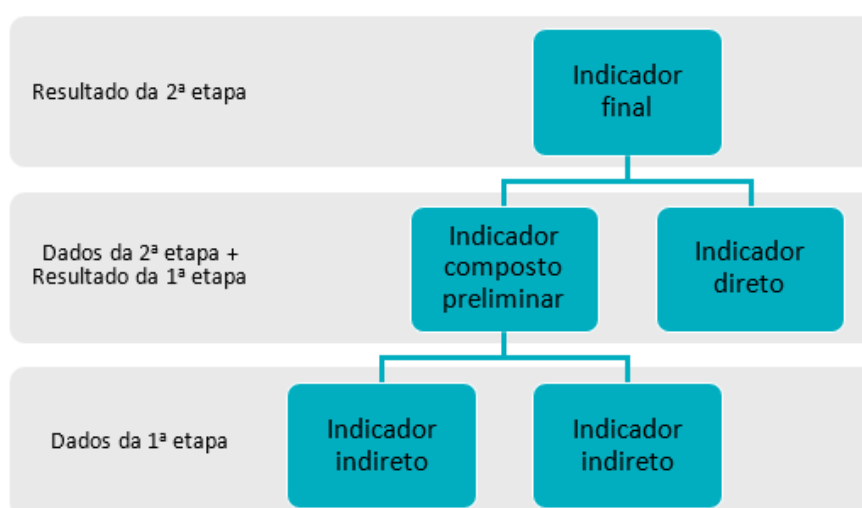 Resultado da 2ª etapa
Indicador
final
Dados da 2ª etapa +
Resultado da 1ª etapa
Indicador
composto
preliminar
Indicador
direto
Dados da 1ª etapa
Indicador
indireto
Indicador
indireto